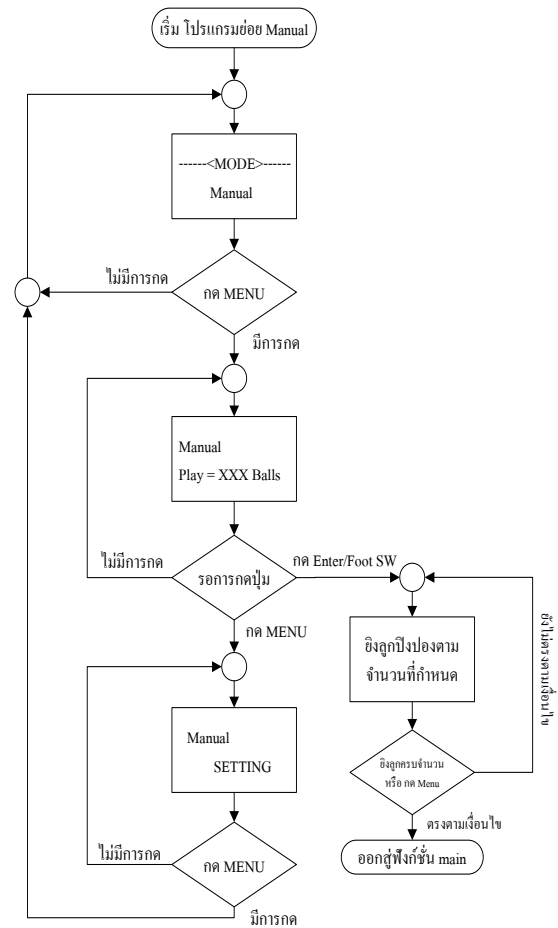 เริ่ม โปรแกรมย่อย Manual
------<MODE>------
Manual
ไม่มีการกด
กด MENU
มีการกด
Manual
Play = XXX Balls
ไม่มีการกด
รอการกดปุ่ม
กด Enter/Foot SW
กด MENU
ยิงลูกปิงปองตาม
จำนวนที่กำหนด
ยังไม่ตรงตามเงื่อนไข
Manual
SETTING
ยิงลูกครบจำนวน
หรือ กด Menu
ตรงตามเงื่อนไข
ไม่มีการกด
กด MENU
ออกสู่ฟังก์ชั่น main
มีการกด